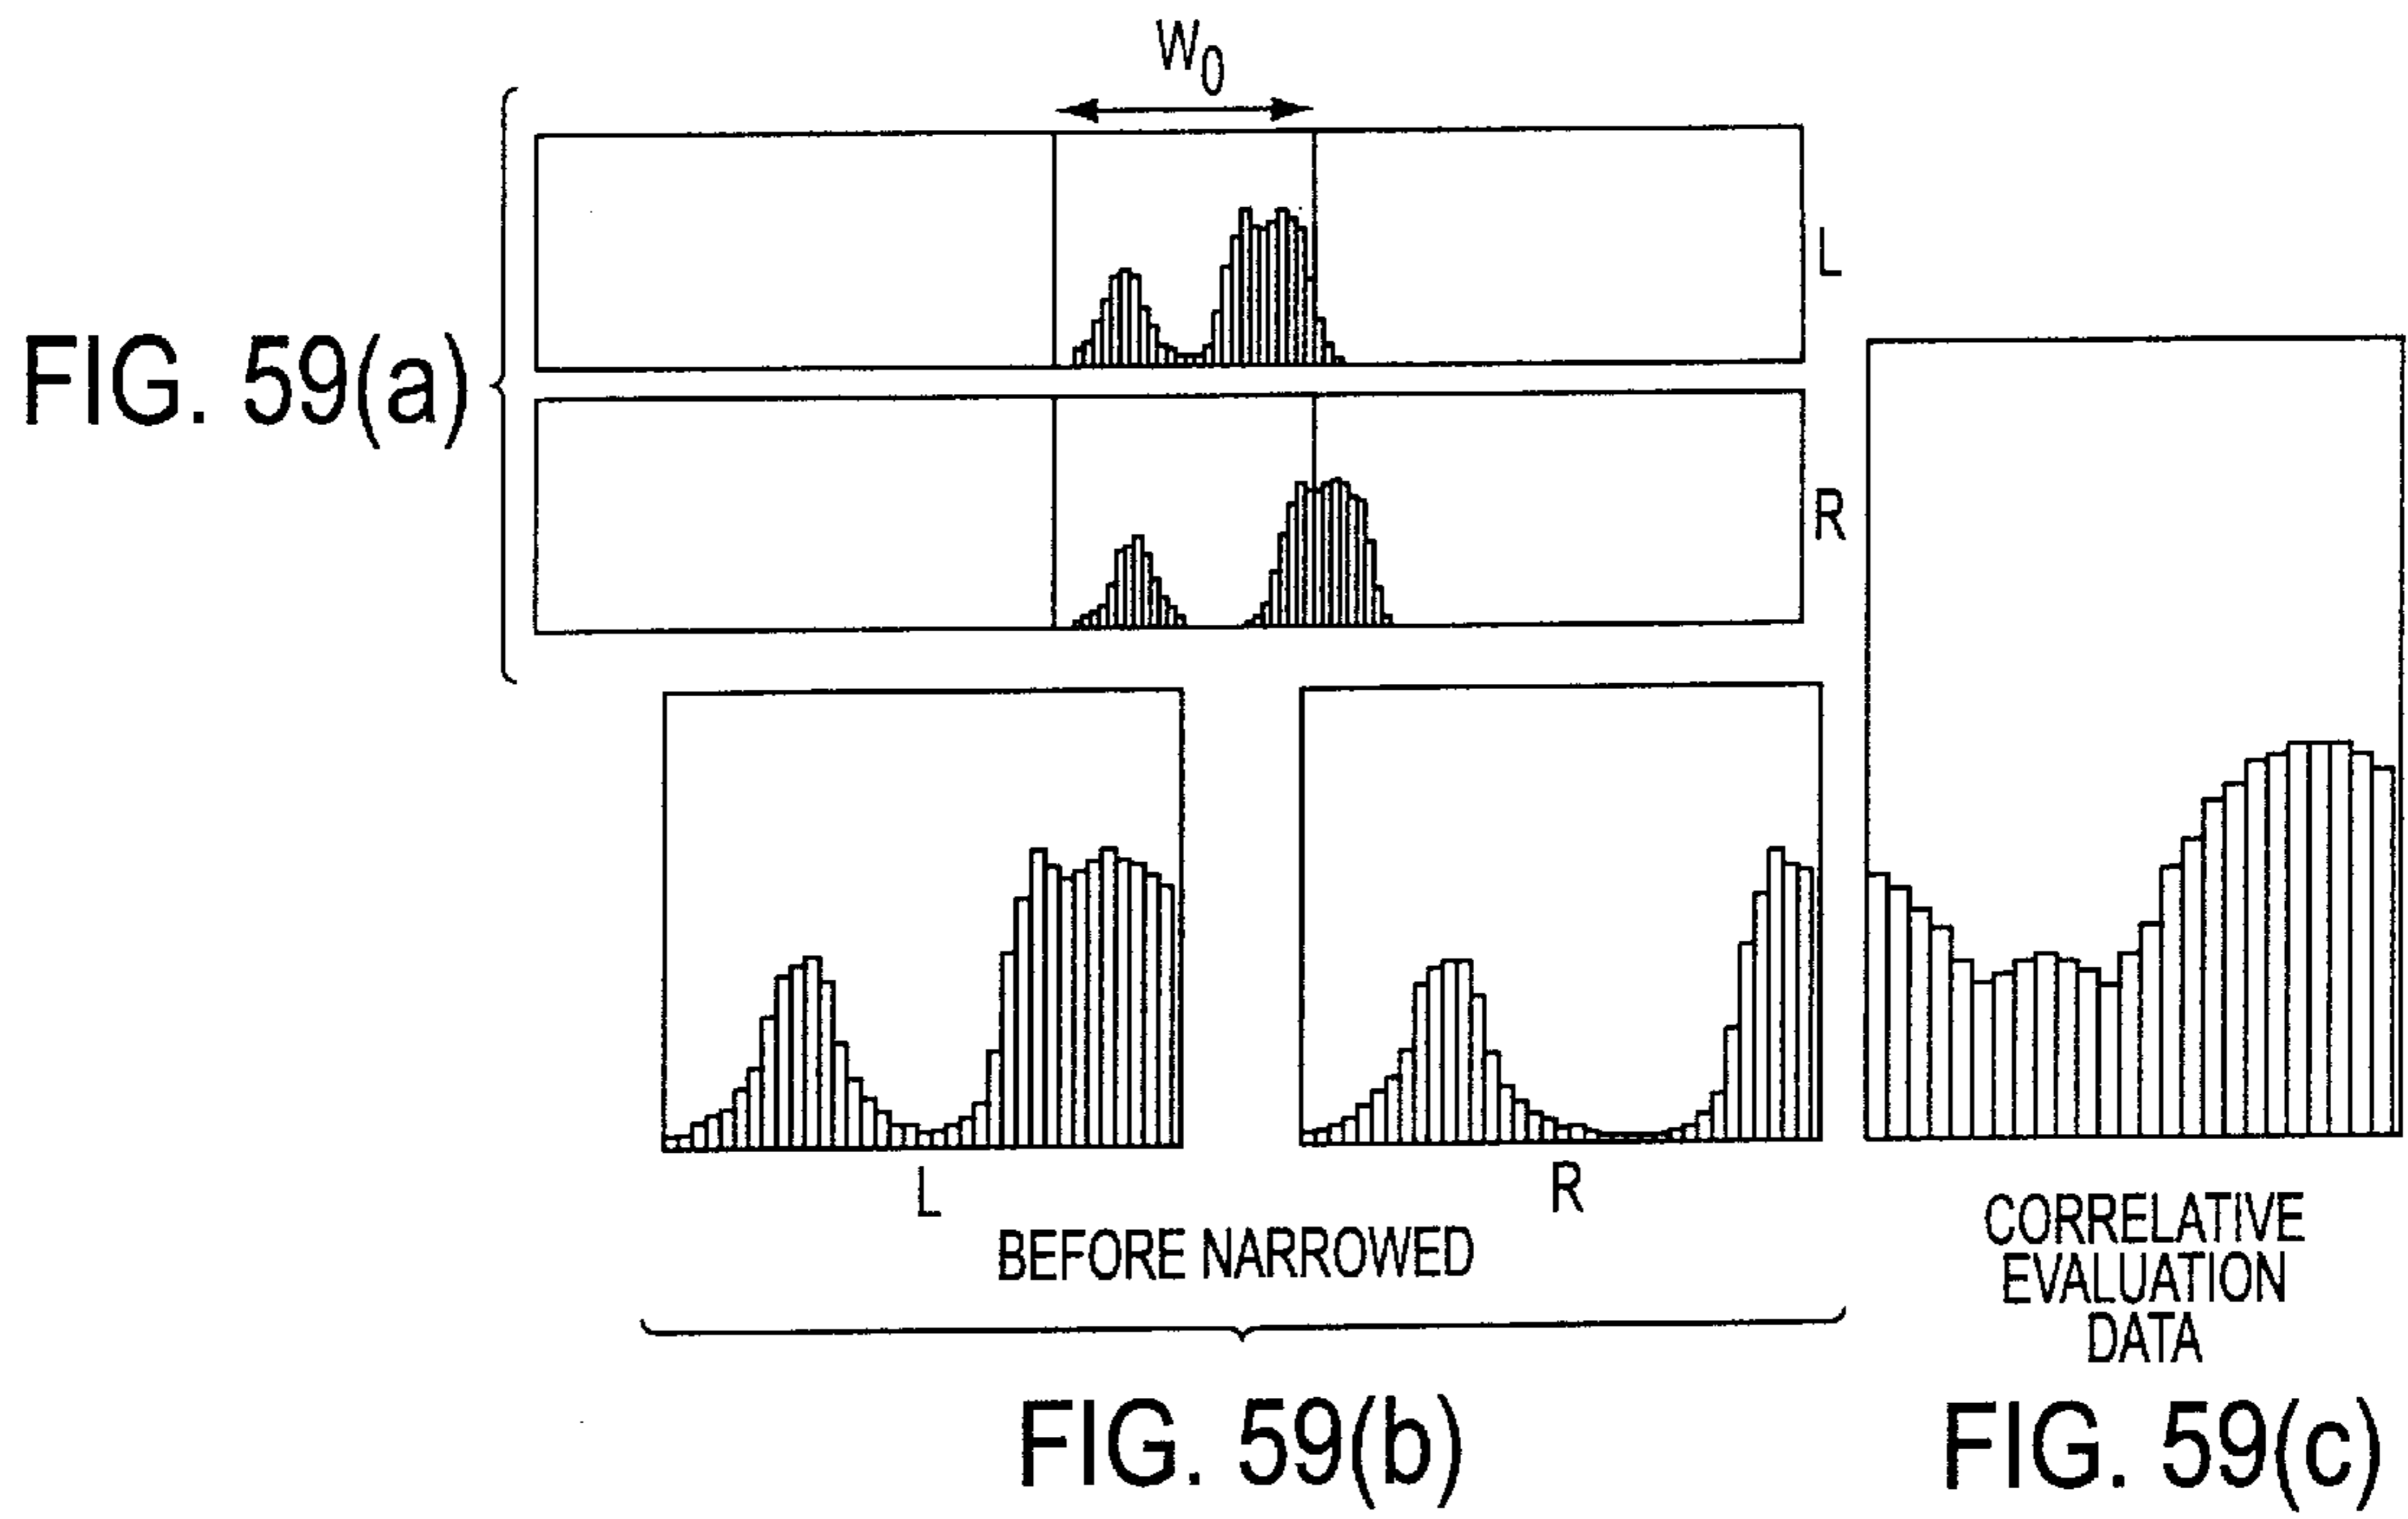 W0
L
FIG. 59(a)
R
L
R
BEFORE NARROWED
CORRELATIVE
EVALUATION
DATA
FIG. 59(b)
FIG. 59(c)